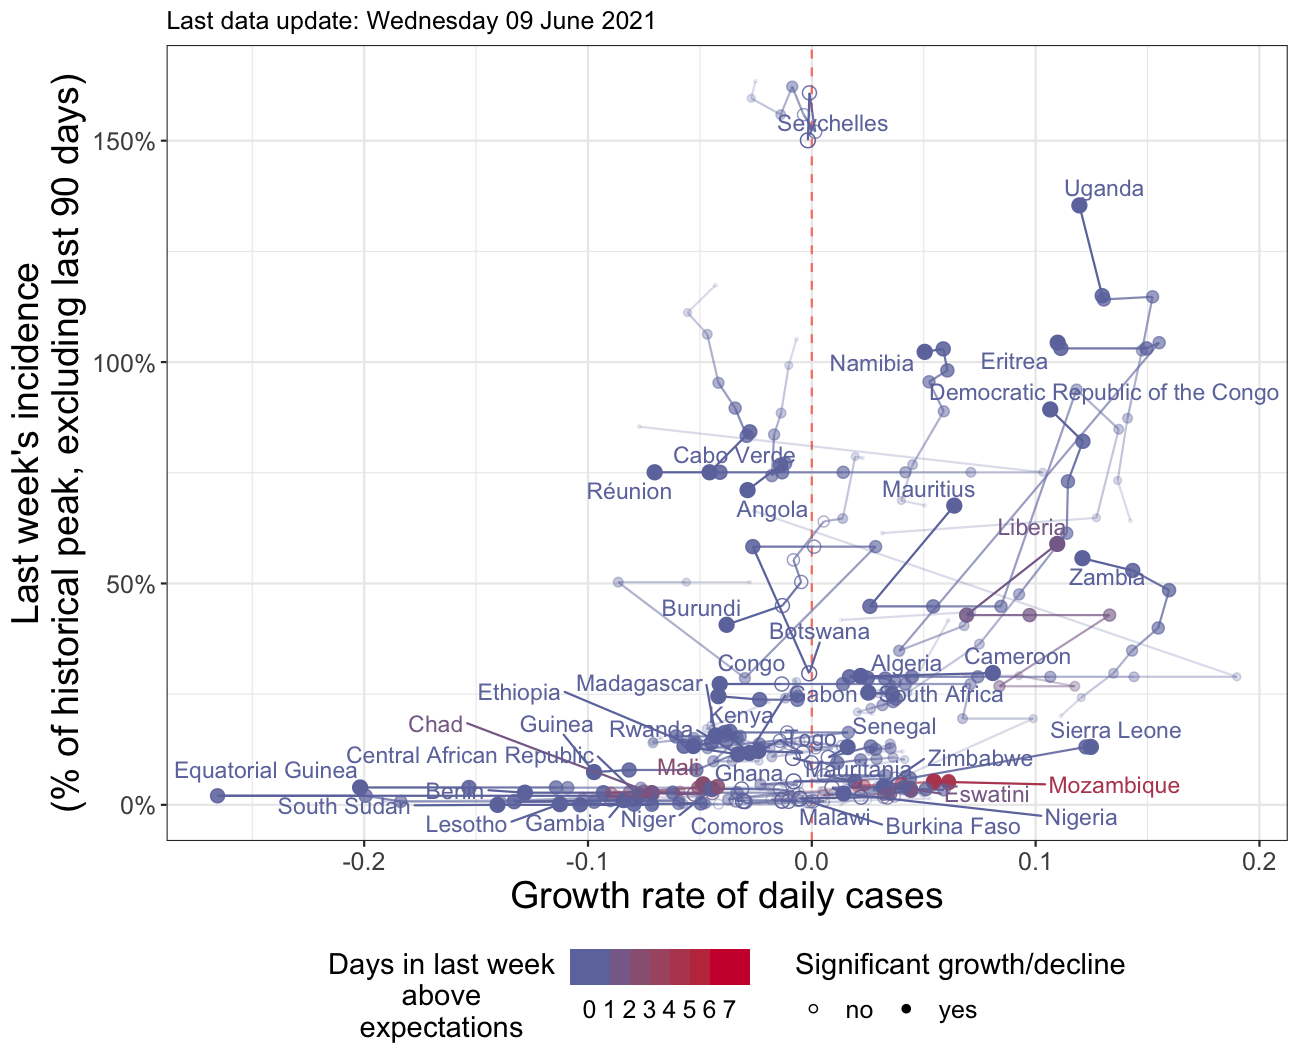 Last data update: Wednesday 09 June 2021
Last week's incidence
(% of historical peak, excluding last 90 days)
150%
100%
50%
0%
Seychelles
Uganda
Namibia
Eritrea
Democratic Republic of the Congo
Cabo Verde
Réunion
Mauritius
Angola
Liberia
Zambia
Burundi
Botswana
Congo
Algeria
Cameroon
Madagascar
Ethiopia
Gabon
South Africa
Chad
Guinea
Kenya
Rwanda
Togo
Senegal
Sierra Leone
Central African Republic
Zimbabwe
Equatorial Guinea
Mali
Ghana
Mauritania
Mozambique
Benin
Eswatini
South Sudan
Lesotho
Gambia
Niger
Comoros
Malawi
Burkina Faso
Nigeria
-0.2
-0.1
0.0
0.1
0.2
Growth rate of daily cases
Days in last week
above
expectations
0 1 2 3 4 5 6 7
Significant growth/decline
no
yes